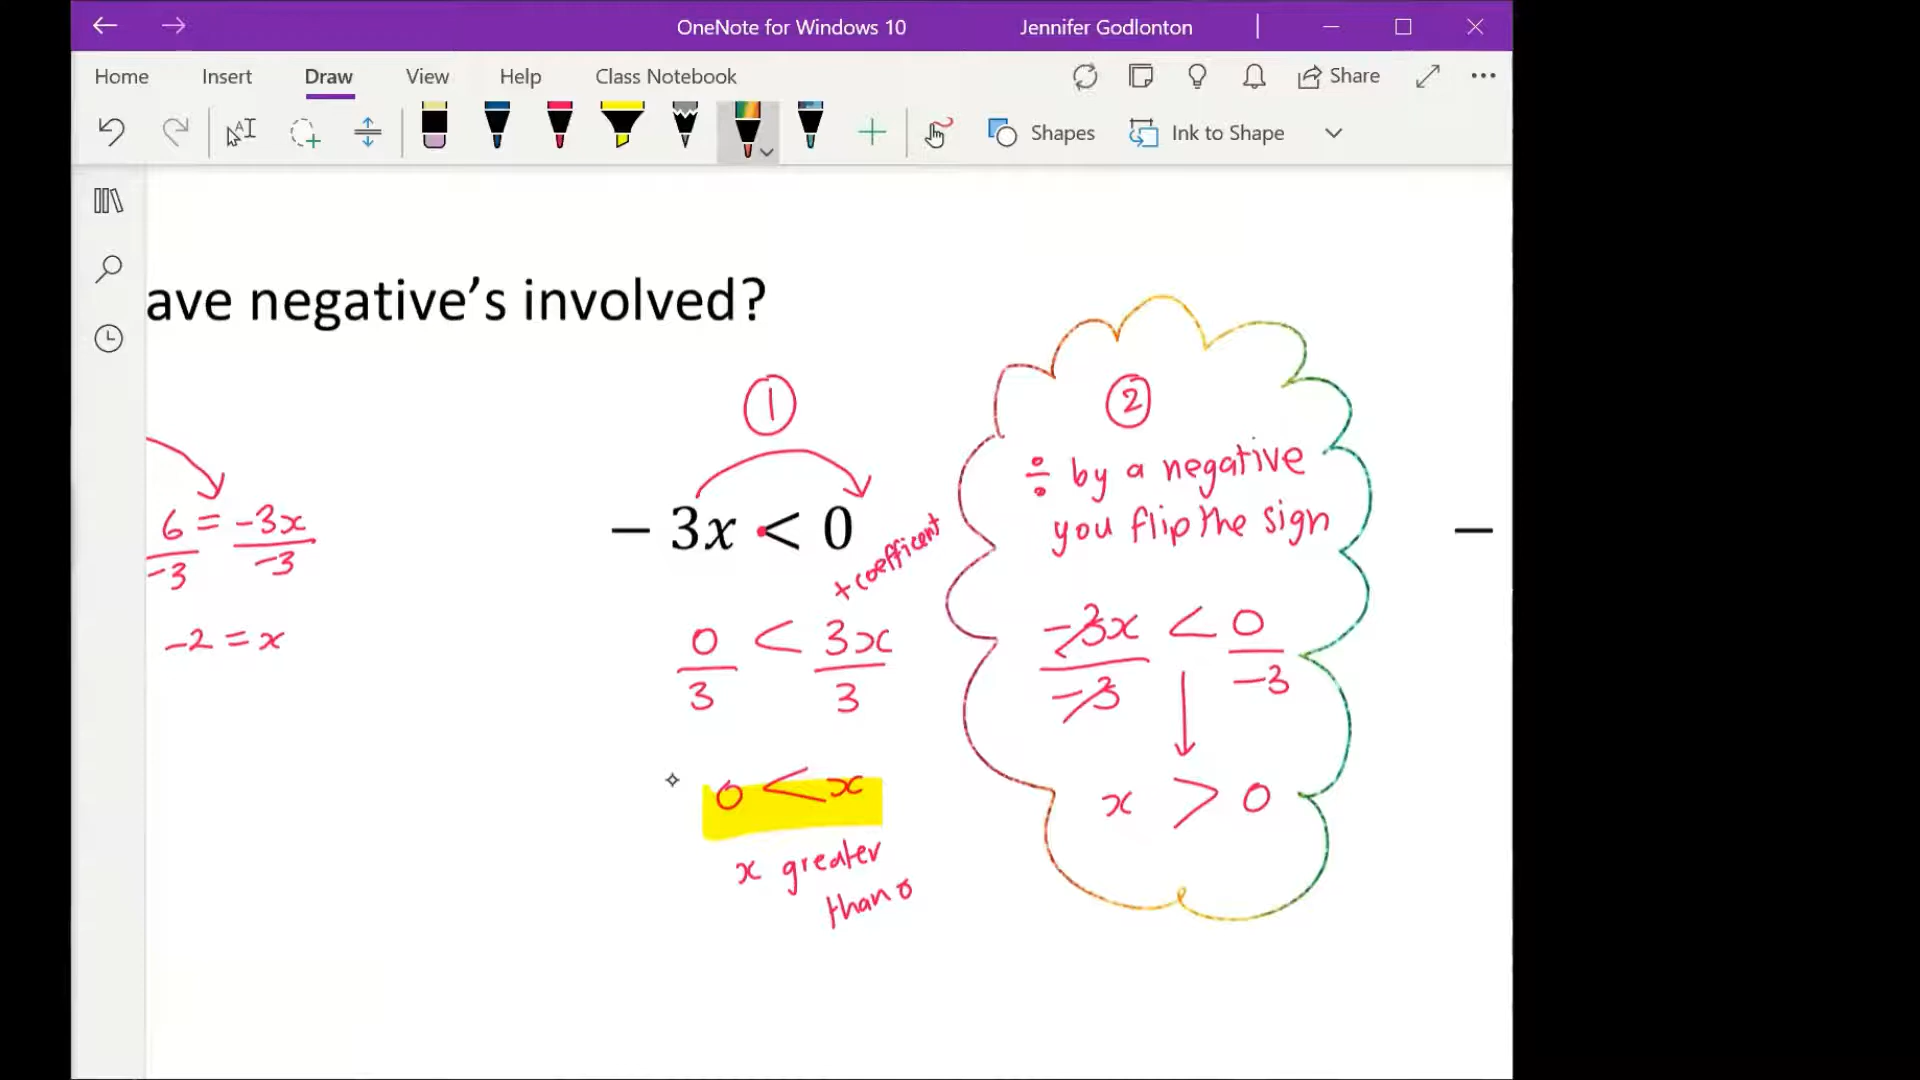 OneNote for Windows 10
Jennifer Godlonton
Home Insert Draw View Help Class Notebook
Share
Shapes
Ink to Shape
ave negative's involved?
6 = -3x
-3 -3
-2 = x
1
- 3x < 0
+ coefficent
0 < 3x
3 3
0 < x
x greater
than 0
2
÷ by a negative
you flip the sign
-3x < 0
-3 -3
x > 0
-